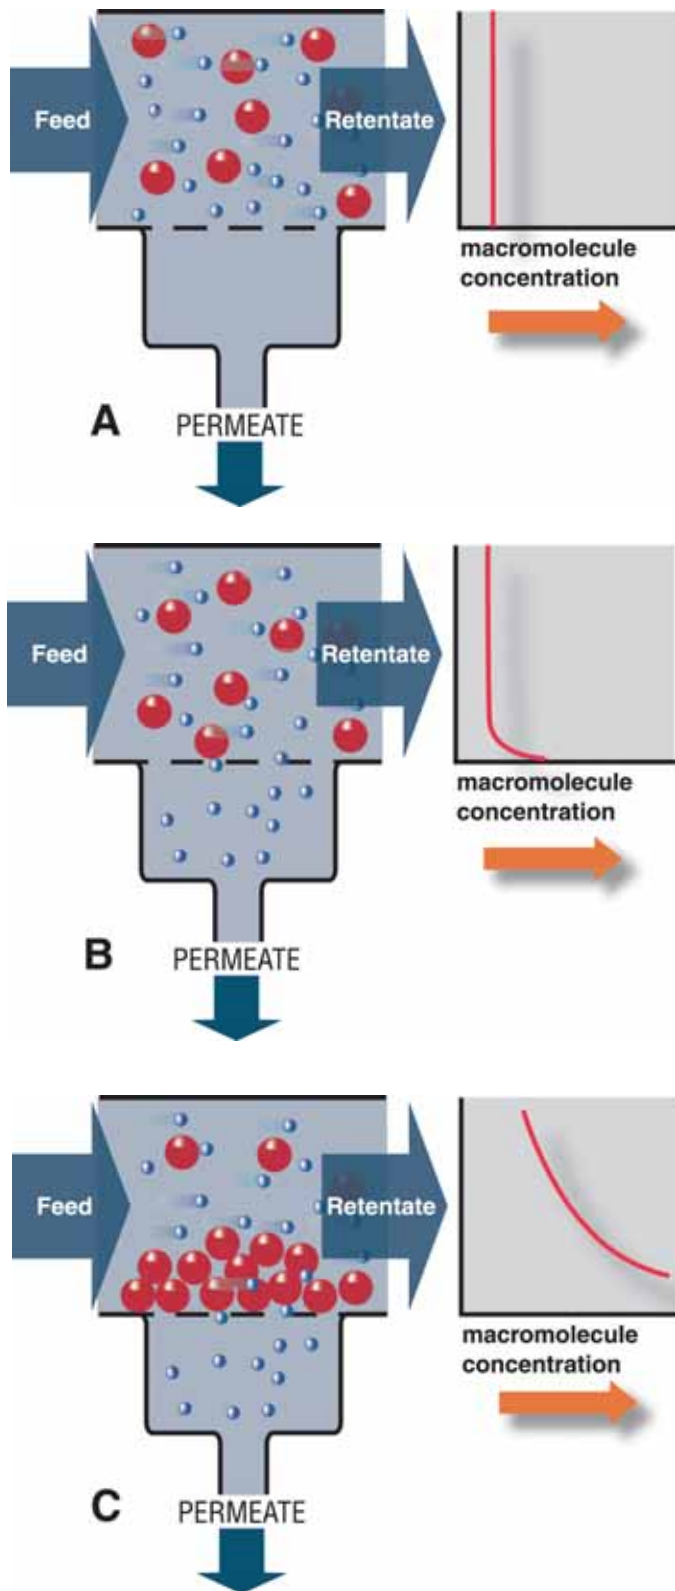 Feed
Retentate
macromolecule
concentration
A
PERMEATE
Feed
Retentate
macromolecule
concentration
B
PERMEATE
Feed
Retentate
macromolecule
concentration
C
PERMEATE